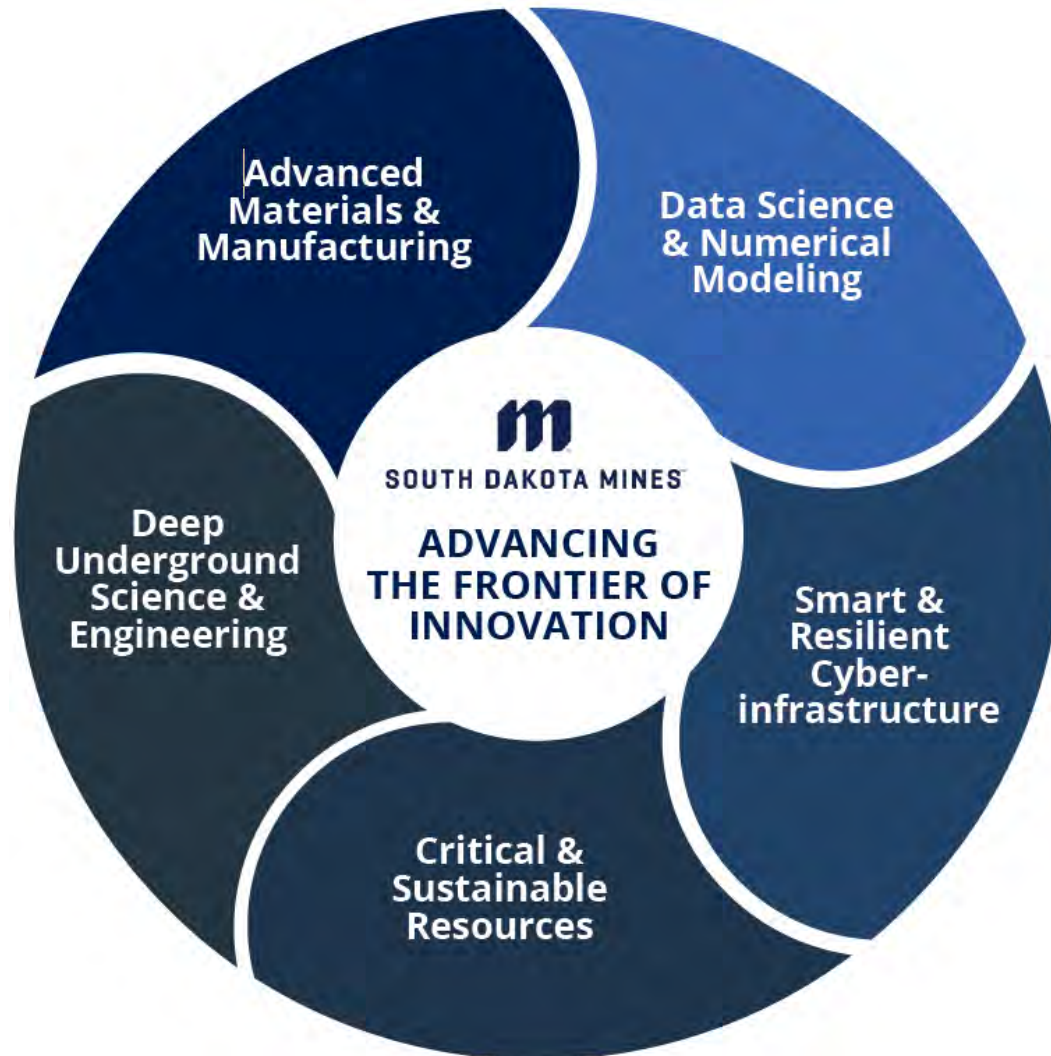 Advanced
Materials &
Manufacturing
Data Science
& Numerical
Modeling
m
SOUTH DAKOTA MINES
ADVANCING
THE FRONTIER OF
INNOVATION
Deep
Underground
Science &
Engineering
Smart &
Resilient
Cyber-
infrastructure
Critical &
Sustainable
Resources